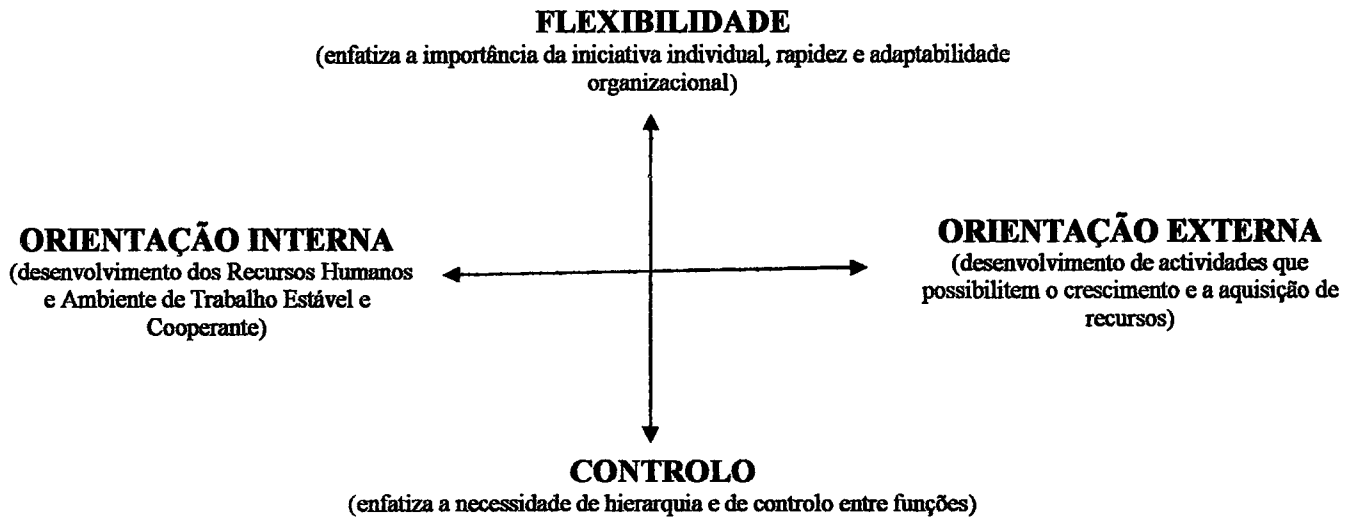 FLEXIBILIDADE
(enfatiza a importância da iniciativa individual, rapidez e adaptabilidade
organizacional)
ORIENTAÇÃO INTERNA
(desenvolvimento dos Recursos Humanos
e Ambiente de Trabalho Estável e
Cooperante)
ORIENTAÇÃO EXTERNA
(desenvolvimento de actividades que
possibilitem o crescimento e a aquisição de
recursos)
CONTROLO
(enfatiza a necessidade de hierarquia e de controlo entre funções)